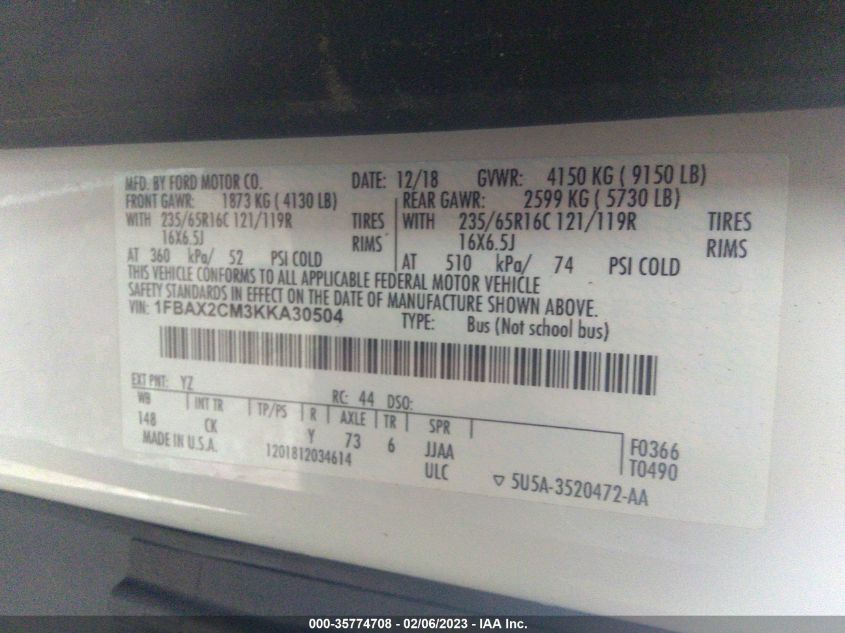 MFD. BY FORD MOTOR CO. DATE: 12/18 GVWR: 4150 KG ( 9150 LB)
FRONT GAWR: 1873 KG ( 4130 LB) REAR GAWR: 2599 KG ( 5730 LB)
WITH 235/65R16C 121/119R TIRES WITH 235/65R16C 121/119R TIRES
16X6.5J RIMS 16X6.5J RIMS
AT 360 kPa/ 52 PSI COLD AT 510 kPa/ 74 PSI COLD
THIS VEHICLE CONFORMS TO ALL APPLICABLE FEDERAL MOTOR VEHICLE
SAFETY STANDARDS IN EFFECT ON THE DATE OF MANUFACTURE SHOWN ABOVE.
VIN: 1FBAX2CM3KKA30504 TYPE: Bus (Not school bus)
EXT PNT: YZ RC: 44 DSO:
WB INT TR TP/PS R AXLE TR SPR
148 CK Y 73 6 JJAA F0366
MADE IN U.S.A. 1201812034614 ULC T0490
▽ 5U5A-3520472-AA
000-35774708 - 02/06/2023 - IAA Inc.